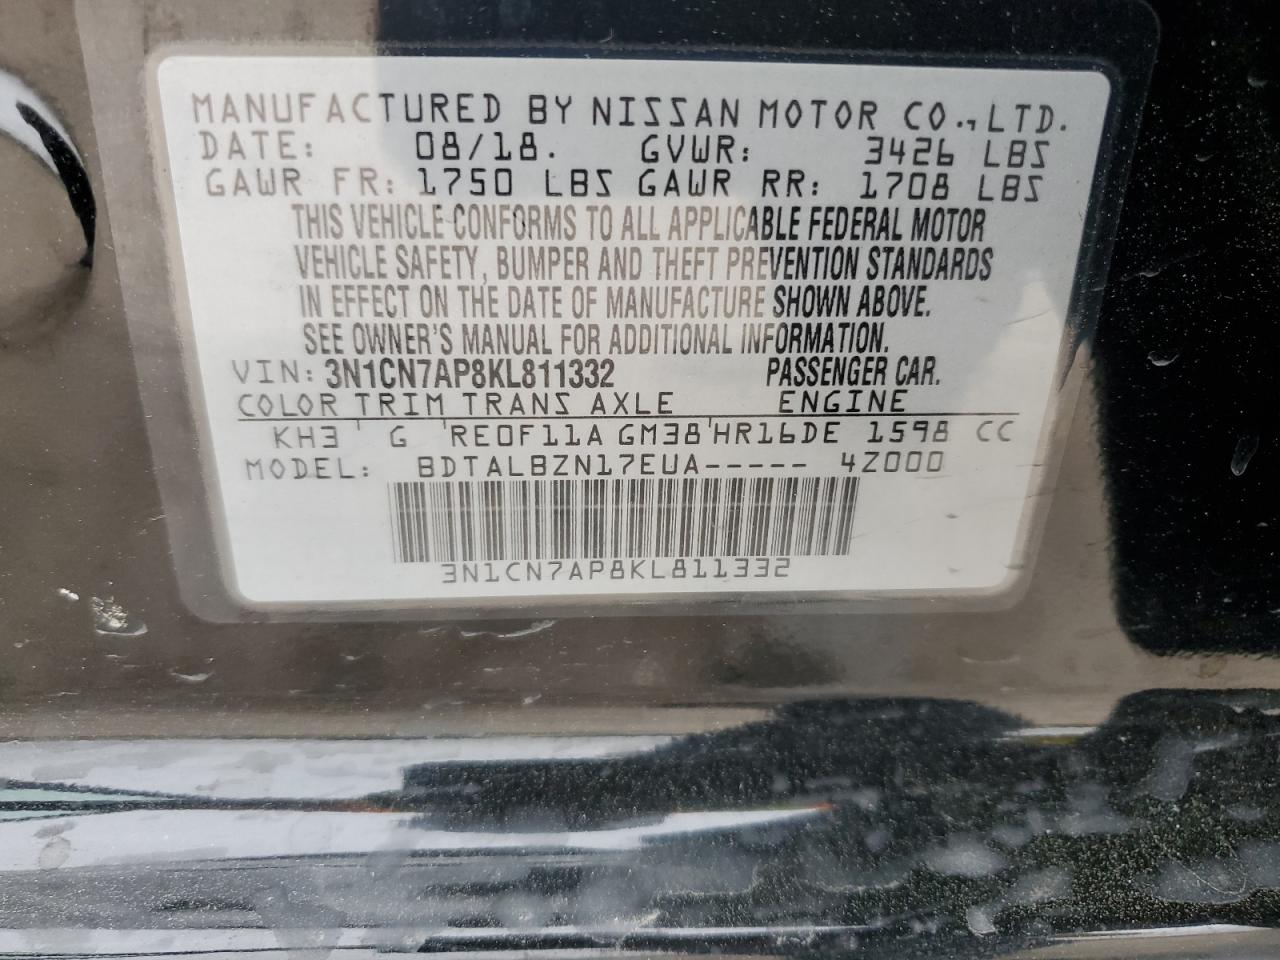 MANUFACTURED BY NISSAN MOTOR CO., LTD.
DATE: 08/18. GVWR: 3426 LBS
GAWR FR: 1750 LBS GAWR RR: 1708 LBS
THIS VEHICLE CONFORMS TO ALL APPLICABLE FEDERAL MOTOR
VEHICLE SAFETY, BUMPER AND THEFT PREVENTION STANDARDS
IN EFFECT ON THE DATE OF MANUFACTURE SHOWN ABOVE.
SEE OWNER'S MANUAL FOR ADDITIONAL INFORMATION.
VIN: 3N1CN7AP8KL811332 PASSENGER CAR.
COLOR TRIM TRANS AXLE ENGINE
KH3 G RE0F11A GM38 HR16DE 1598 CC
MODEL: BDTALBZN17EUA----- 4Z000
3N1CN7AP8KL811332